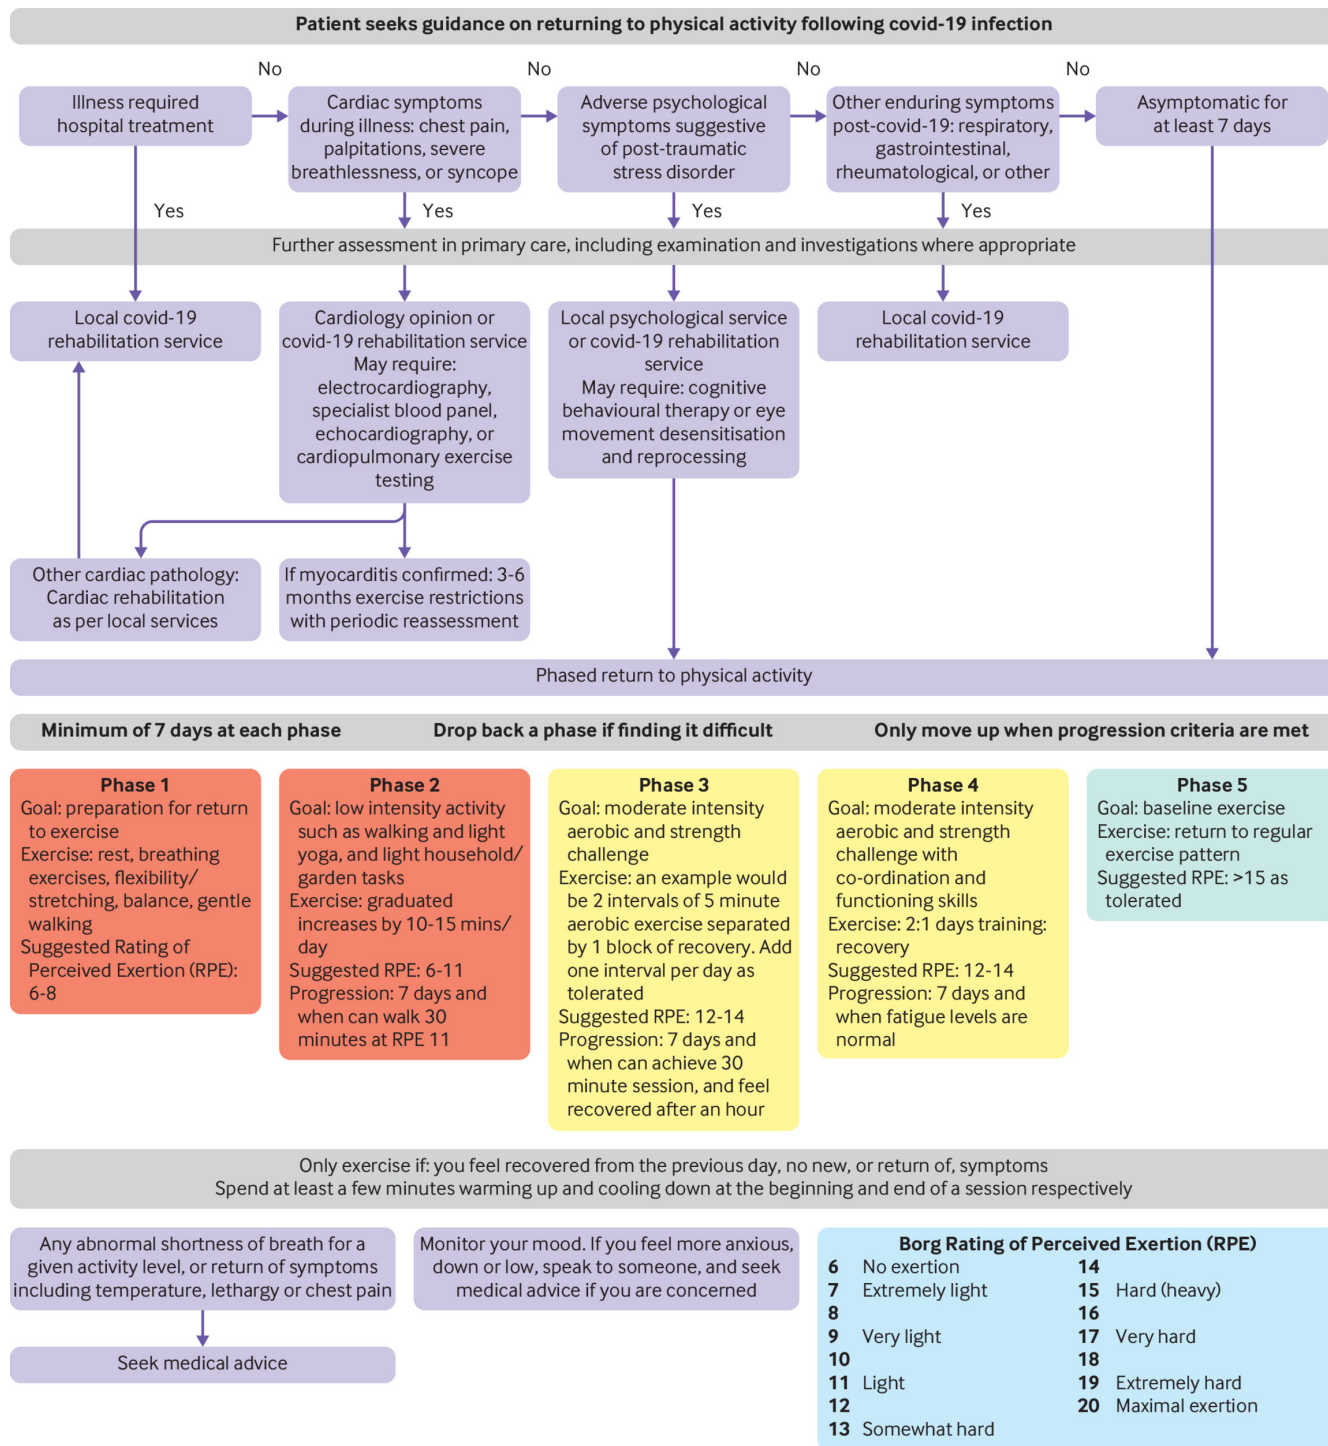 Patient seeks guidance on returning to physical activity following covid-19 infection
No
No
No
No
Illness required
hospital treatment
Cardiac symptoms
during illness: chest pain,
palpitations, severe
breathlessness, or syncope
Adverse psychological
symptoms suggestive
of post-traumatic
stress disorder
Other enduring symptoms
post-covid-19: respiratory,
gastrointestinal,
rheumatological, or other
Asymptomatic for
at least 7 days
Yes
Yes
Yes
Yes
Further assessment in primary care, including examination and investigations where appropriate
Local covid-19
rehabilitation service
Cardiology opinion or
covid-19 rehabilitation service
May require:
electrocardiography,
specialist blood panel,
echocardiography, or
cardiopulmonary exercise
testing
Local psychological service
or covid-19 rehabilitation
service
May require: cognitive
behavioural therapy or eye
movement desensitisation
and reprocessing
Local covid-19
rehabilitation service
Other cardiac pathology:
Cardiac rehabilitation
as per local services
If myocarditis confirmed: 3-6
months exercise restrictions
with periodic reassessment
Phased return to physical activity
Minimum of 7 days at each phase
Drop back a phase if finding it difficult
Only move up when progression criteria are met
Phase 1
Goal: preparation for return
to exercise
Exercise: rest, breathing
exercises, flexibility/
stretching, balance, gentle
walking
Suggested Rating of
Perceived Exertion (RPE):
6-8
Phase 2
Goal: low intensity activity
such as walking and light
yoga, and light household/
garden tasks
Exercise: graduated
increases by 10-15 mins/
day
Suggested RPE: 6-11
Progression: 7 days and
when can walk 30
minutes at RPE 11
Phase 3
Goal: moderate intensity
aerobic and strength
challenge
Exercise: an example would
be 2 intervals of 5 minute
aerobic exercise separated
by 1 block of recovery. Add
one interval per day as
tolerated
Suggested RPE: 12-14
Progression: 7 days and
when can achieve 30
minute session, and feel
recovered after an hour
Phase 4
Goal: moderate intensity
aerobic and strength
challenge with
co-ordination and
functioning skills
Exercise: 2:1 days training:
recovery
Suggested RPE: 12-14
Progression: 7 days and
when fatigue levels are
normal
Phase 5
Goal: baseline exercise
Exercise: return to regular
exercise pattern
Suggested RPE: >15 as
tolerated
Only exercise if: you feel recovered from the previous day, no new, or return of, symptoms
Spend at least a few minutes warming up and cooling down at the beginning and end of a session respectively
Any abnormal shortness of breath for a
given activity level, or return of symptoms
including temperature, lethargy or chest pain
Seek medical advice
Monitor your mood. If you feel more anxious,
down or low, speak to someone, and seek
medical advice if you are concerned
Borg Rating of Perceived Exertion (RPE)
6 No exertion
7 Extremely light
8
9 Very light
10
11 Light
12
13 Somewhat hard
14
15 Hard (heavy)
16
17 Very hard
18
19 Extremely hard
20 Maximal exertion